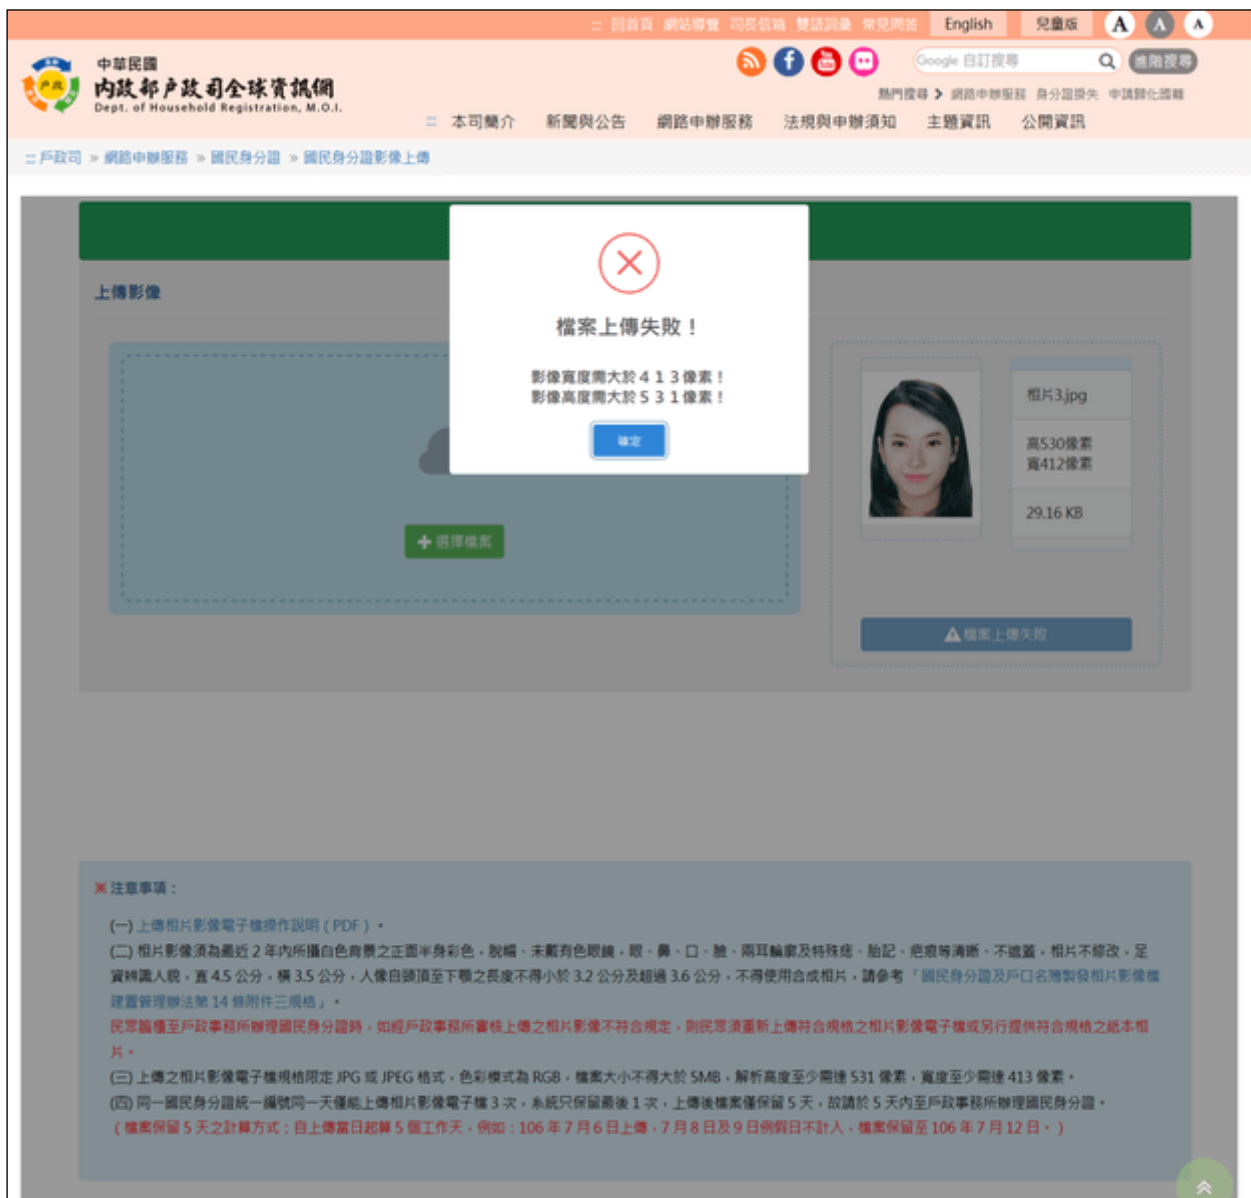 ::: 回首頁 網站導覽 司長信箱 雙語詞彙 常見問答 English 兒童版 A A A
中華民國
內政部戶政司全球資訊網
Dept. of Household Registration, M.O.I.
Google 自訂搜尋 進階搜尋
熱門搜尋 網路申辦服務 身分證掛失 申請歸化國籍
::: 本司簡介 新聞與公告 網路申辦服務 法規與申辦須知 主題資訊 公開資訊
::: 戶政司 » 網路申辦服務 » 國民身分證 » 國民身分證影像上傳
上傳影像
檔案上傳失敗！
影像寬度需大於４１３像素！
影像高度需大於５３１像素！
確定
選擇檔案
相片3.jpg
高530像素
寬412像素
29.16 KB
檔案上傳失敗
※注意事項：
(一) 上傳相片影像電子檔操作說明（PDF）。
(二) 相片影像須為最近 2 年內所攝白色背景之正面半身彩色，脫帽、未戴有色眼鏡，眼、鼻、口、臉、兩耳輪廓及特殊痣、胎記、疤痕等清晰、不遮蓋，相片不修改，足
資辨識人貌，直 4.5 公分，橫 3.5 公分，人像自頭頂至下顎之長度不得小於 3.2 公分及超過 3.6 公分，不得使用合成相片，請參考「國民身分證及戶口名簿製發相片影像檔
建置管理辦法第 14 條附件三規格」。
民眾臨櫃至戶政事務所辦理國民身分證時，如經戶政事務所審核上傳之相片影像不符合規定，則民眾須重新上傳符合規格之相片影像電子檔或另行提供符合規格之紙本相
片。
(三) 上傳之相片影像電子檔規格限定 JPG 或 JPEG 格式，色彩模式為 RGB，檔案大小不得大於 5MB，解析高度至少需達 531 像素，寬度至少需達 413 像素。
(四) 同一國民身分證統一編號同一天僅能上傳相片影像電子檔 3 次，系統只保留最後 1 次，上傳後檔案僅保留 5 天，故請於 5 天內至戶政事務所辦理國民身分證。
（檔案保留 5 天之計算方式：自上傳當日起算 5 個工作天，例如：106 年 7 月 6 日上傳，7 月 8 日及 9 日例假日不計入，檔案保留至 106 年 7 月 12 日。）